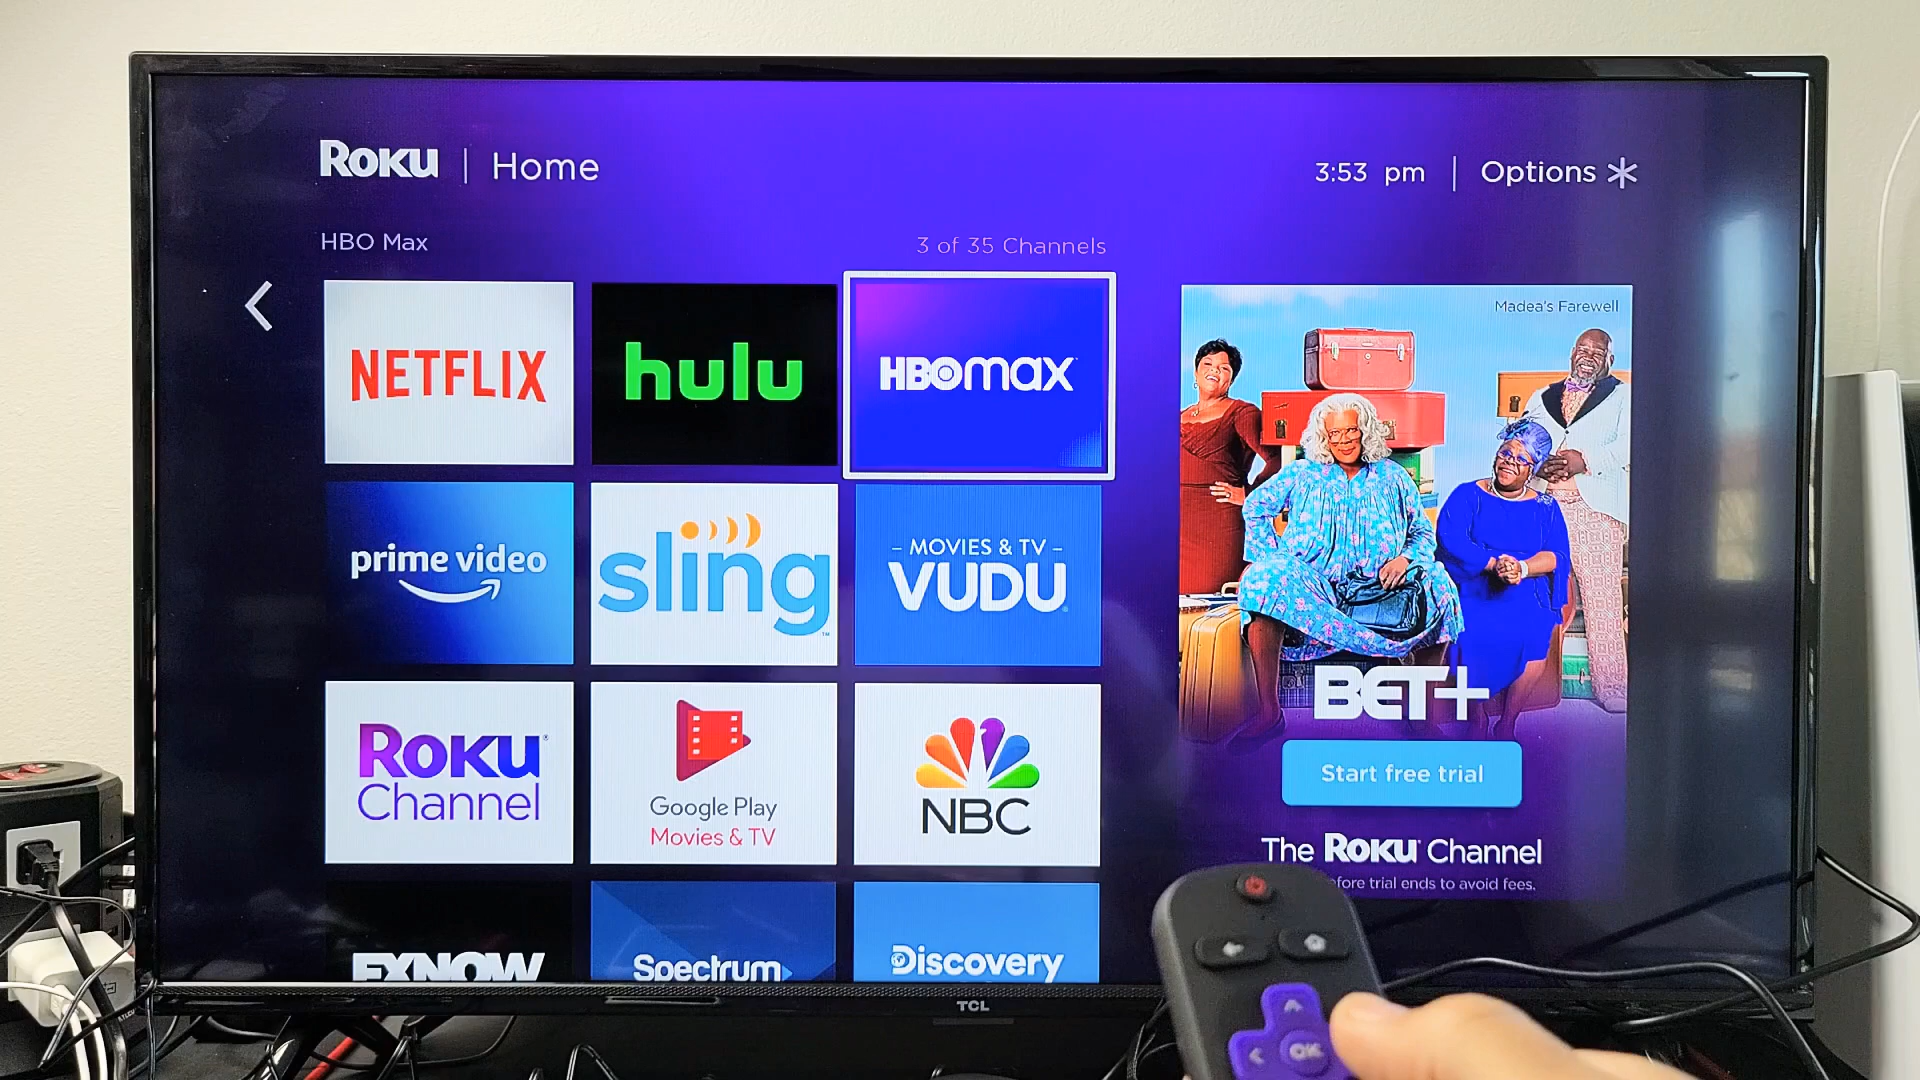 ROKU | Home
3:53 pm | Options
HBO Max
3 of 35 Channels
NETFLIX
hulu
HBOmax
prime video
sling
– MOVIES & TV –
VUDU
ROKU
Channel
Google Play
Movies & TV
NBC
FXNOW
Spectrum
Discovery
Madea's Farewell
BET+
Start free trial
The ROKU Channel
trial ends to avoid fees.
TCL
OK